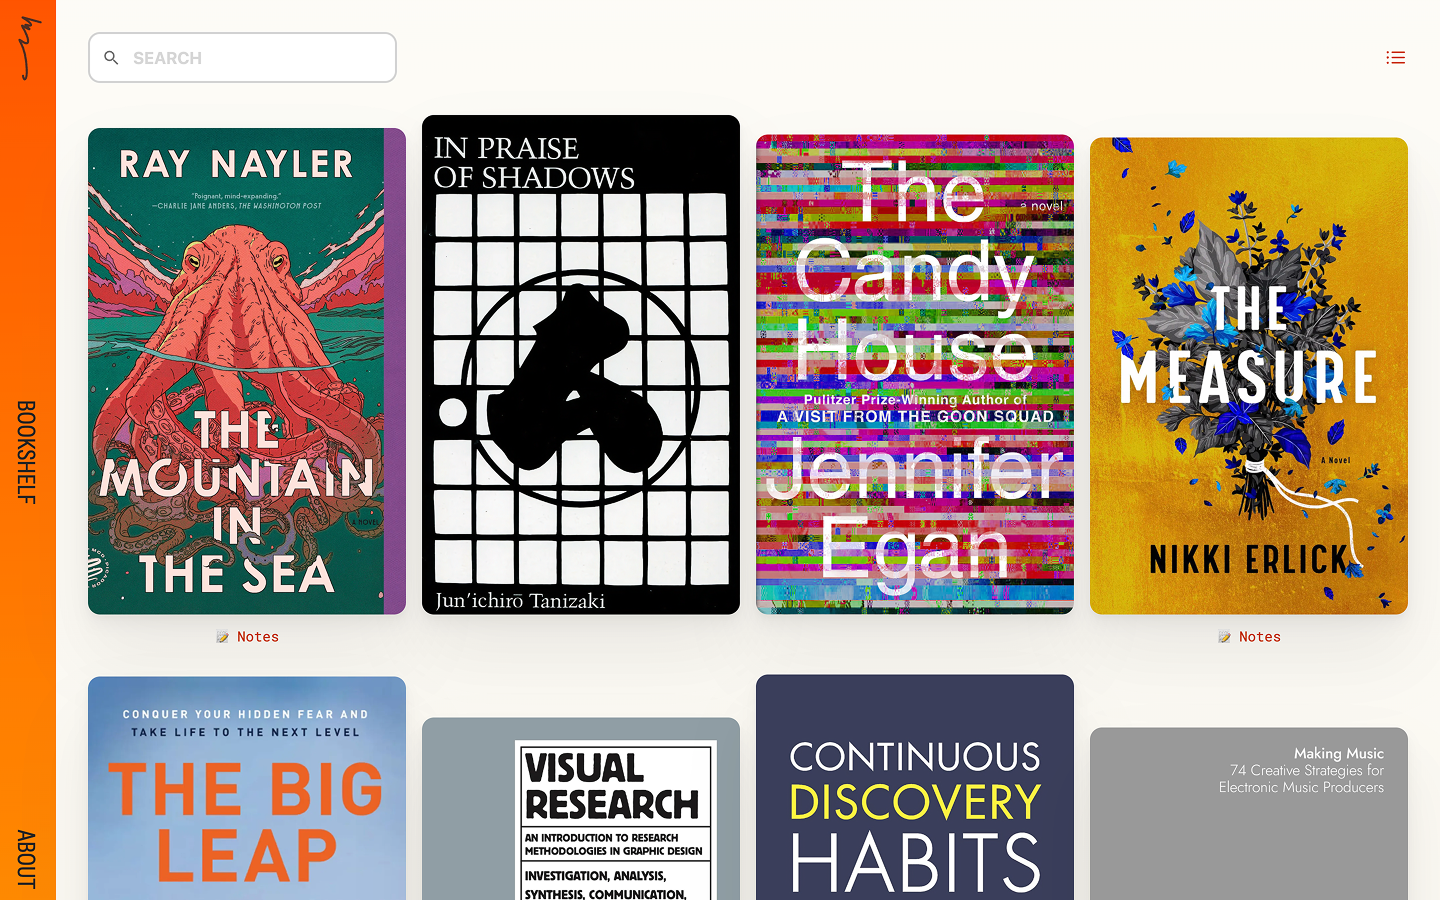 SEARCH
BOOKSHELF
ABOUT
RAY NAYLER
"Poignant, mind-expanding."
—CHARLIE JANE ANDERS, THE WASHINGTON POST
THE
MOUNTAIN
IN
THE SEA
A NOVEL
Notes
IN PRAISE
OF SHADOWS
Jun'ichirō Tanizaki
The
a novel
Candy
House
Pulitzer Prize-Winning Author of
A VISIT FROM THE GOON SQUAD
Jennifer
Egan
THE
MEASURE
A Novel
NIKKI ERLICK
Notes
CONQUER YOUR HIDDEN FEAR AND
TAKE LIFE TO THE NEXT LEVEL
THE BIG
LEAP
VISUAL
RESEARCH
AN INTRODUCTION TO RESEARCH
METHODOLOGIES IN GRAPHIC DESIGN
INVESTIGATION, ANALYSIS,
SYNTHESIS, COMMUNICATION,
CONTINUOUS
DISCOVERY
HABITS
Making Music
74 Creative Strategies for
Electronic Music Producers